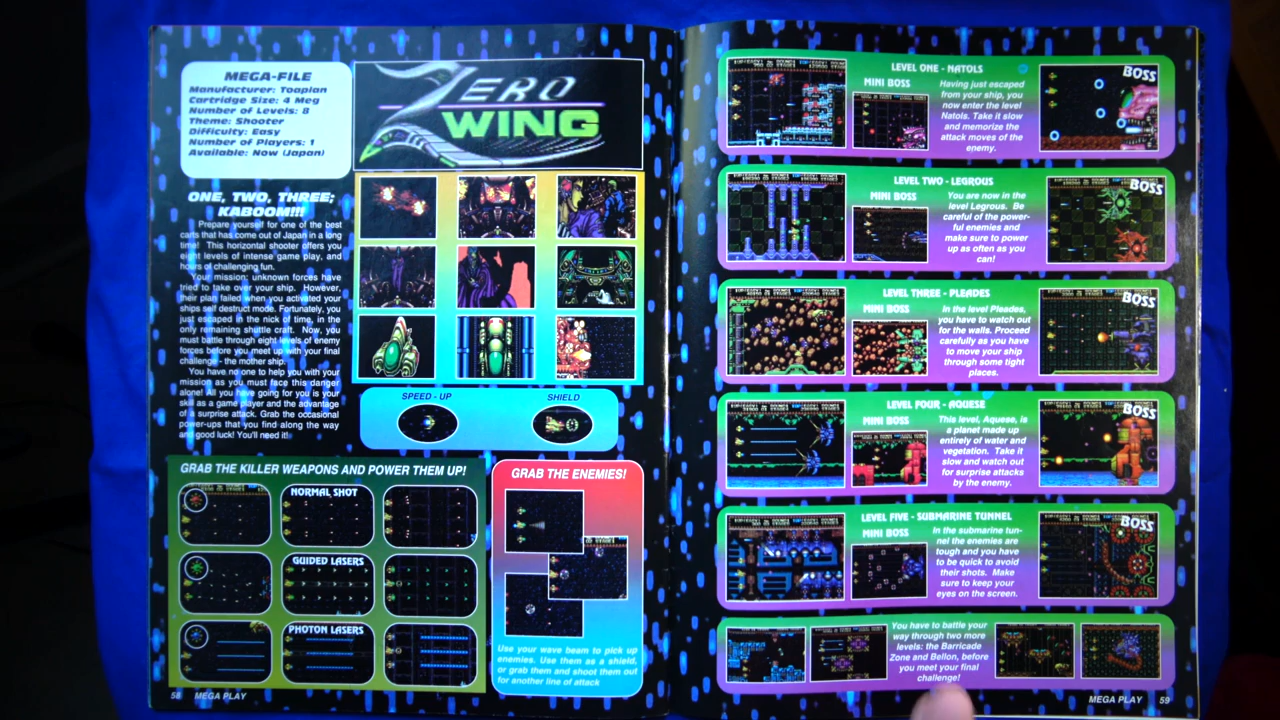 MEGA-FILE
Manufacturer: Toaplan
Cartridge Size: 4 Meg
Number of Levels: 8
Theme: Shooter
Difficulty: Easy
Number of Players: 1
Available: Now (Japan)
ZERO
WING
ONE, TWO, THREE;
KABOOM!!!
Prepare yourself for one of the best
carts that has come out of Japan in a long
time! This horizontal shooter offers you
eight levels of intense game play, and
hours of challenging fun.
Your mission: unknown forces have
tried to take over your ship. However,
their plan failed when you activated your
ships self destruct mode. Fortunately, you
just escaped in the nick of time, in the
only remaining shuttle craft. Now, you
must battle through eight levels of enemy
forces before you meet up with your final
challenge - the mother ship.
You have no one to help you with your
mission as you must face this danger
alone! All you have going for you is your
skill as a game player and the advantage
of a surprise attack. Grab the occasional
power-ups that you find along the way
and good luck! You'll need it!
SPEED - UP
SHIELD
GRAB THE KILLER WEAPONS AND POWER THEM UP!
NORMAL SHOT
GUIDED LASERS
PHOTON LASERS
GRAB THE ENEMIES!
Use your wave beam to pick up
enemies. Use them as a shield,
or grab them and shoot them out
for another line of attack
58 MEGA PLAY
LEVEL ONE - NATOLS
MINI BOSS
Having just escaped
from your ship, you
now enter the level
Natols. Take it slow
and memorize the
attack moves of the
enemy.
BOSS
LEVEL TWO - LEGROUS
MINI BOSS
You are now in the
level Legrous. Be
careful of the power-
ful enemies and
make sure to power
up as often as you
can!
BOSS
LEVEL THREE - PLEADES
MINI BOSS
In the level Pleades,
you have to watch out
for the walls. Proceed
carefully as you have
to move your ship
through some tight
places.
BOSS
LEVEL FOUR - AQUESE
MINI BOSS
This level, Aquese, is
a planet made up
entirely of water and
vegetation. Take it
slow and watch out
for surprise attacks
by the enemy.
BOSS
LEVEL FIVE - SUBMARINE TUNNEL
MINI BOSS
In the submarine tun-
nel the enemies are
tough and you have
to be quick to avoid
their shots. Make
sure to keep your
eyes on the screen.
BOSS
You have to battle your
way through two more
levels: the Barricade
Zone and Bellon, before
you meet your final
challenge!
MEGA PLAY 59